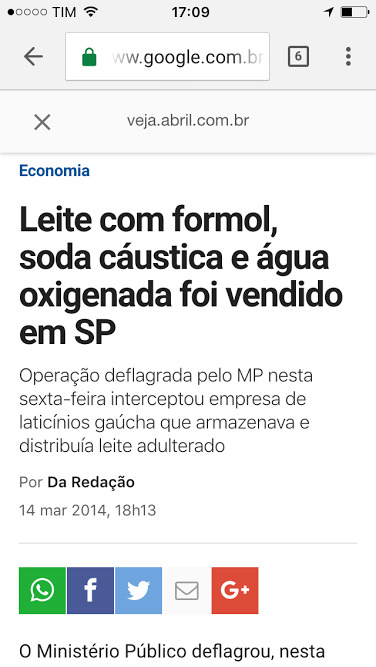 TIM 17:09
ww.google.com.br 6
veja.abril.com.br
Economia
Leite com formol,
soda cáustica e água
oxigenada foi vendido
em SP
Operação deflagrada pelo MP nesta
sexta-feira interceptou empresa de
laticínios gaúcha que armazenava e
distribuía leite adulterado
Por Da Redação
14 mar 2014, 18h13
f G+
O Ministério Público deflagrou, nesta